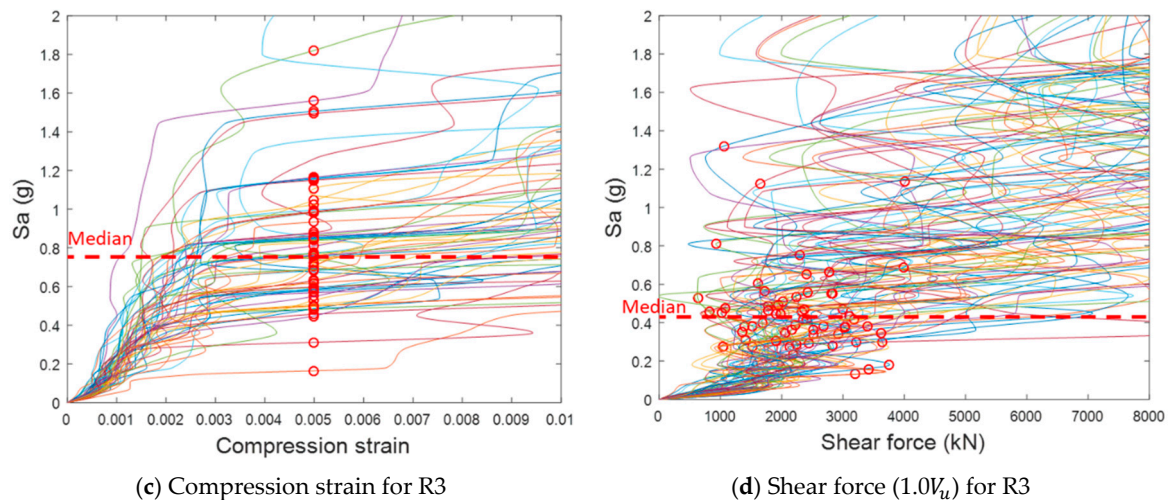 2
1.8
1.6
1.4
1.2
1
0.8
0.6
0.4
0.2
0
Sa (g)
Median
0 0.001 0.002 0.003 0.004 0.005 0.006 0.007 0.008 0.009 0.01
Compression strain
(c) Compression strain for R3
2
1.8
1.6
1.4
1.2
1
0.8
0.6
0.4
0.2
0
Sa (g)
Median
0 1000 2000 3000 4000 5000 6000 7000 8000
Shear force (kN)
(d) Shear force (1.0Vu) for R3